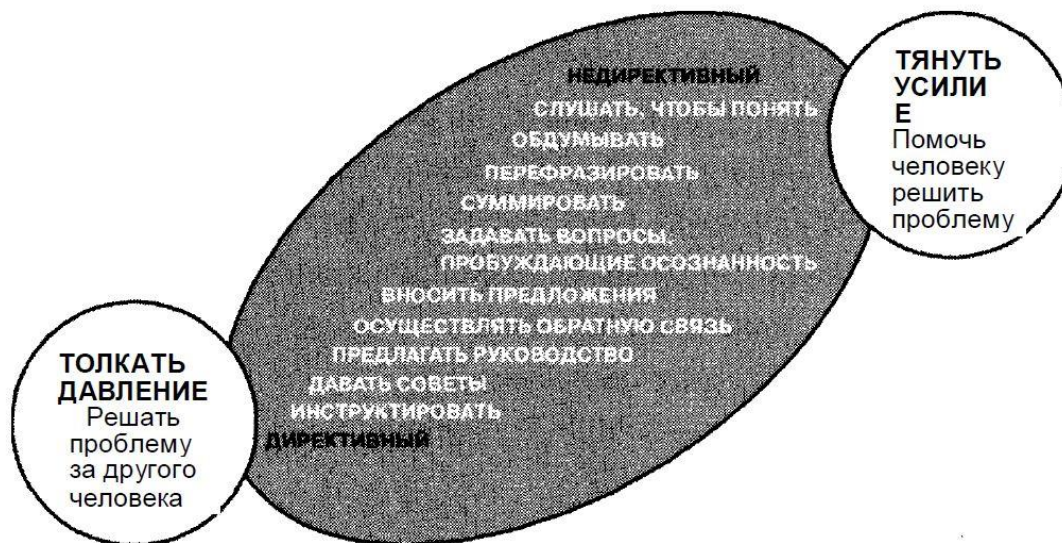 НЕДИРЕКТИВНЫЙ
СЛУШАТЬ, ЧТОБЫ ПОНЯТЬ
ОБДУМЫВАТЬ
ПЕРЕФРАЗИРОВАТЬ
СУММИРОВАТЬ
ЗАДАВАТЬ ВОПРОСЫ,
ПРОБУЖДАЮЩИЕ ОСОЗНАННОСТЬ
ВНОСИТЬ ПРЕДЛОЖЕНИЯ
ОСУЩЕСТВЛЯТЬ ОБРАТНУЮ СВЯЗЬ
ПРЕДЛАГАТЬ РУКОВОДСТВО
ДАВАТЬ СОВЕТЫ
ИНСТРУКТИРОВАТЬ
ДИРЕКТИВНЫЙ
ТЯНУТЬ
УСИЛИ
Е
Помочь
человеку
решить
проблему
ТОЛКАТЬ
ДАВЛЕНИЕ
Решать
проблему
за другого
человека